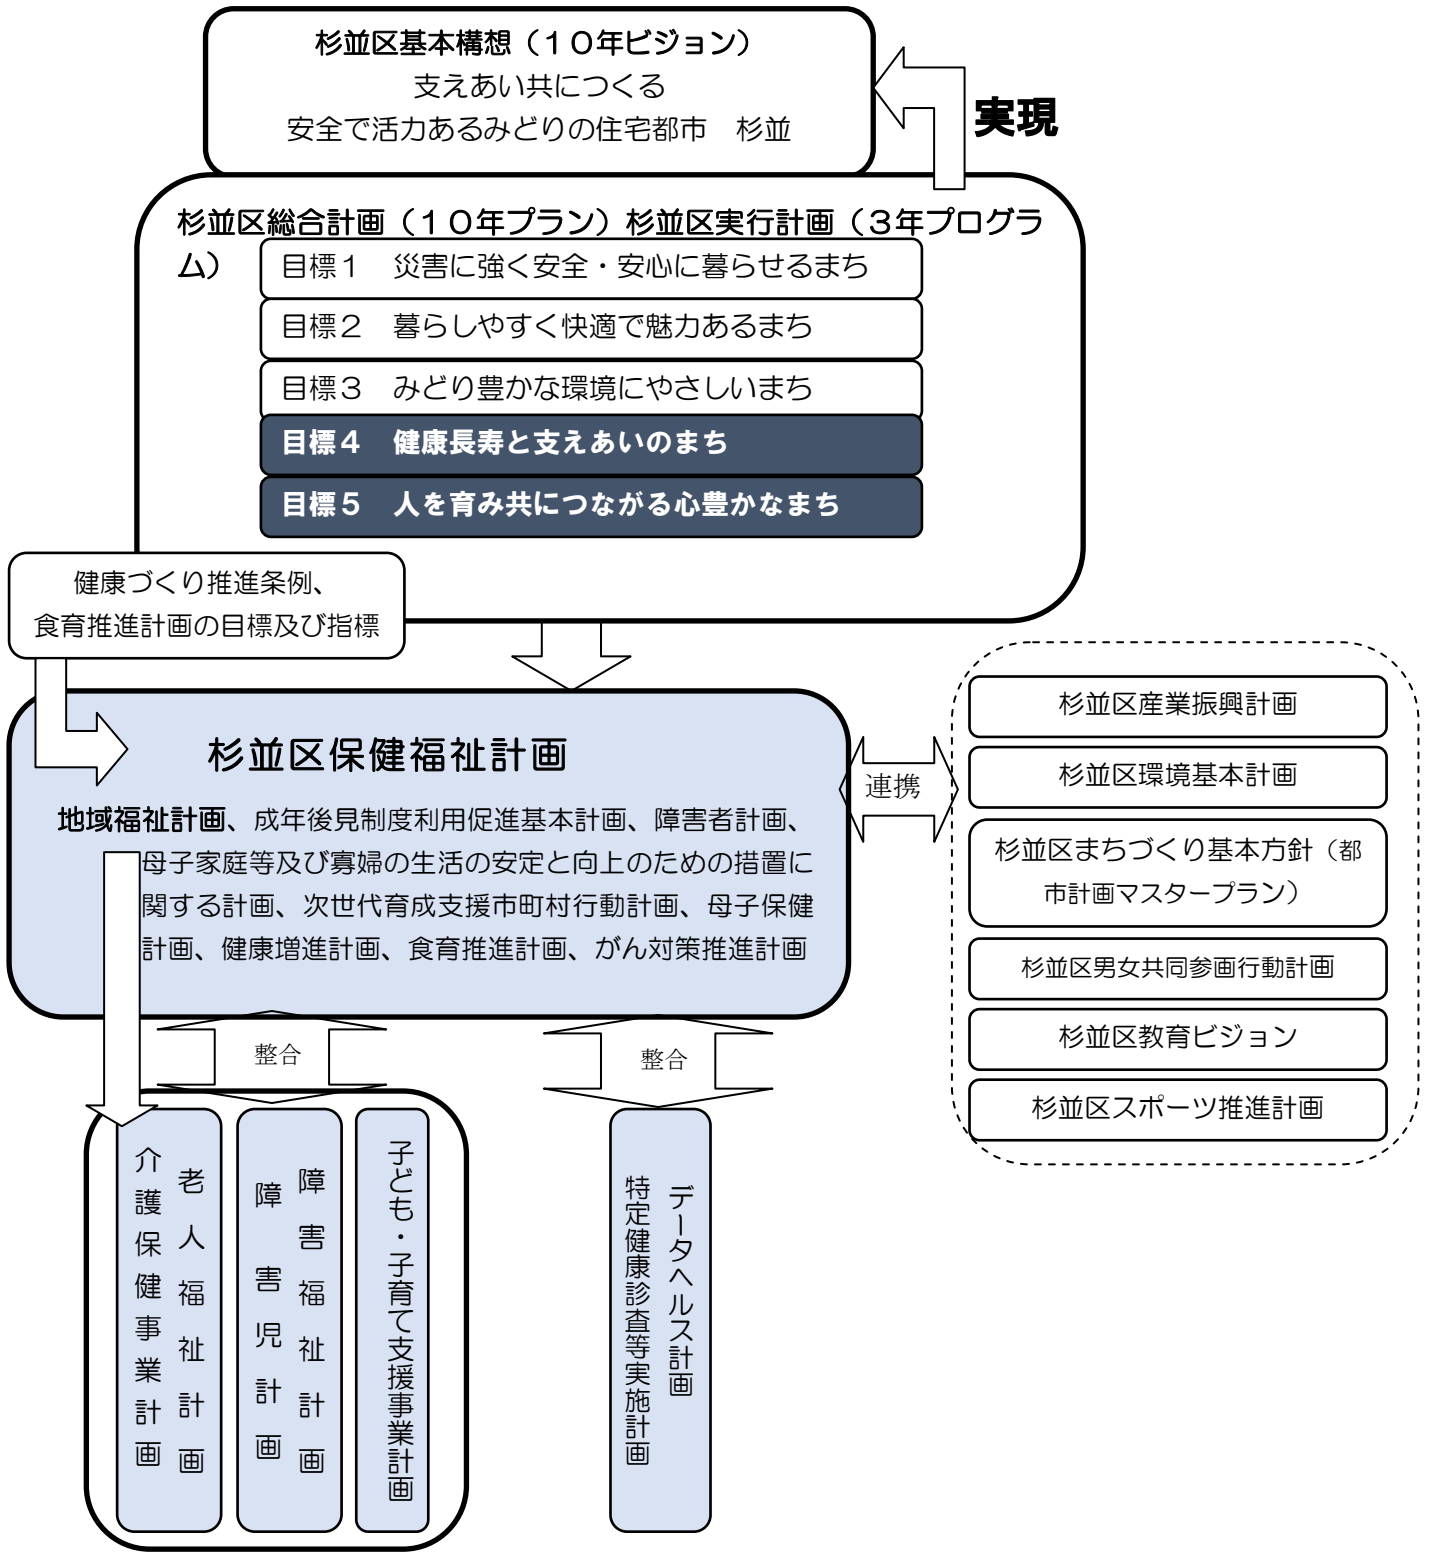 杉並区基本構想（１０年ビジョン）
支えあい共につくる
安全で活力あるみどりの住宅都市　杉並
実現
杉並区総合計画（１０年プラン）杉並区実行計画（３年プログラ
ム）
目標１　災害に強く安全・安心に暮らせるまち
目標２　暮らしやすく快適で魅力あるまち
目標３　みどり豊かな環境にやさしいまち
目標４　健康長寿と支えあいのまち
目標５　人を育み共につながる心豊かなまち
健康づくり推進条例、
食育推進計画の目標及び指標
杉並区保健福祉計画
地域福祉計画、成年後見制度利用促進基本計画、障害者計画、
母子家庭等及び寡婦の生活の安定と向上のための措置に
関する計画、次世代育成支援市町村行動計画、母子保健
計画、健康増進計画、食育推進計画、がん対策推進計画
連携
杉並区産業振興計画
杉並区環境基本計画
杉並区まちづくり基本方針（都
市計画マスタープラン）
杉並区男女共同参画行動計画
杉並区教育ビジョン
杉並区スポーツ推進計画
整合
整合
老人福祉計画
介護保健事業計画
障害福祉計画
障害児計画
子ども・子育て支援事業計画
データヘルス計画
特定健康診査等実施計画